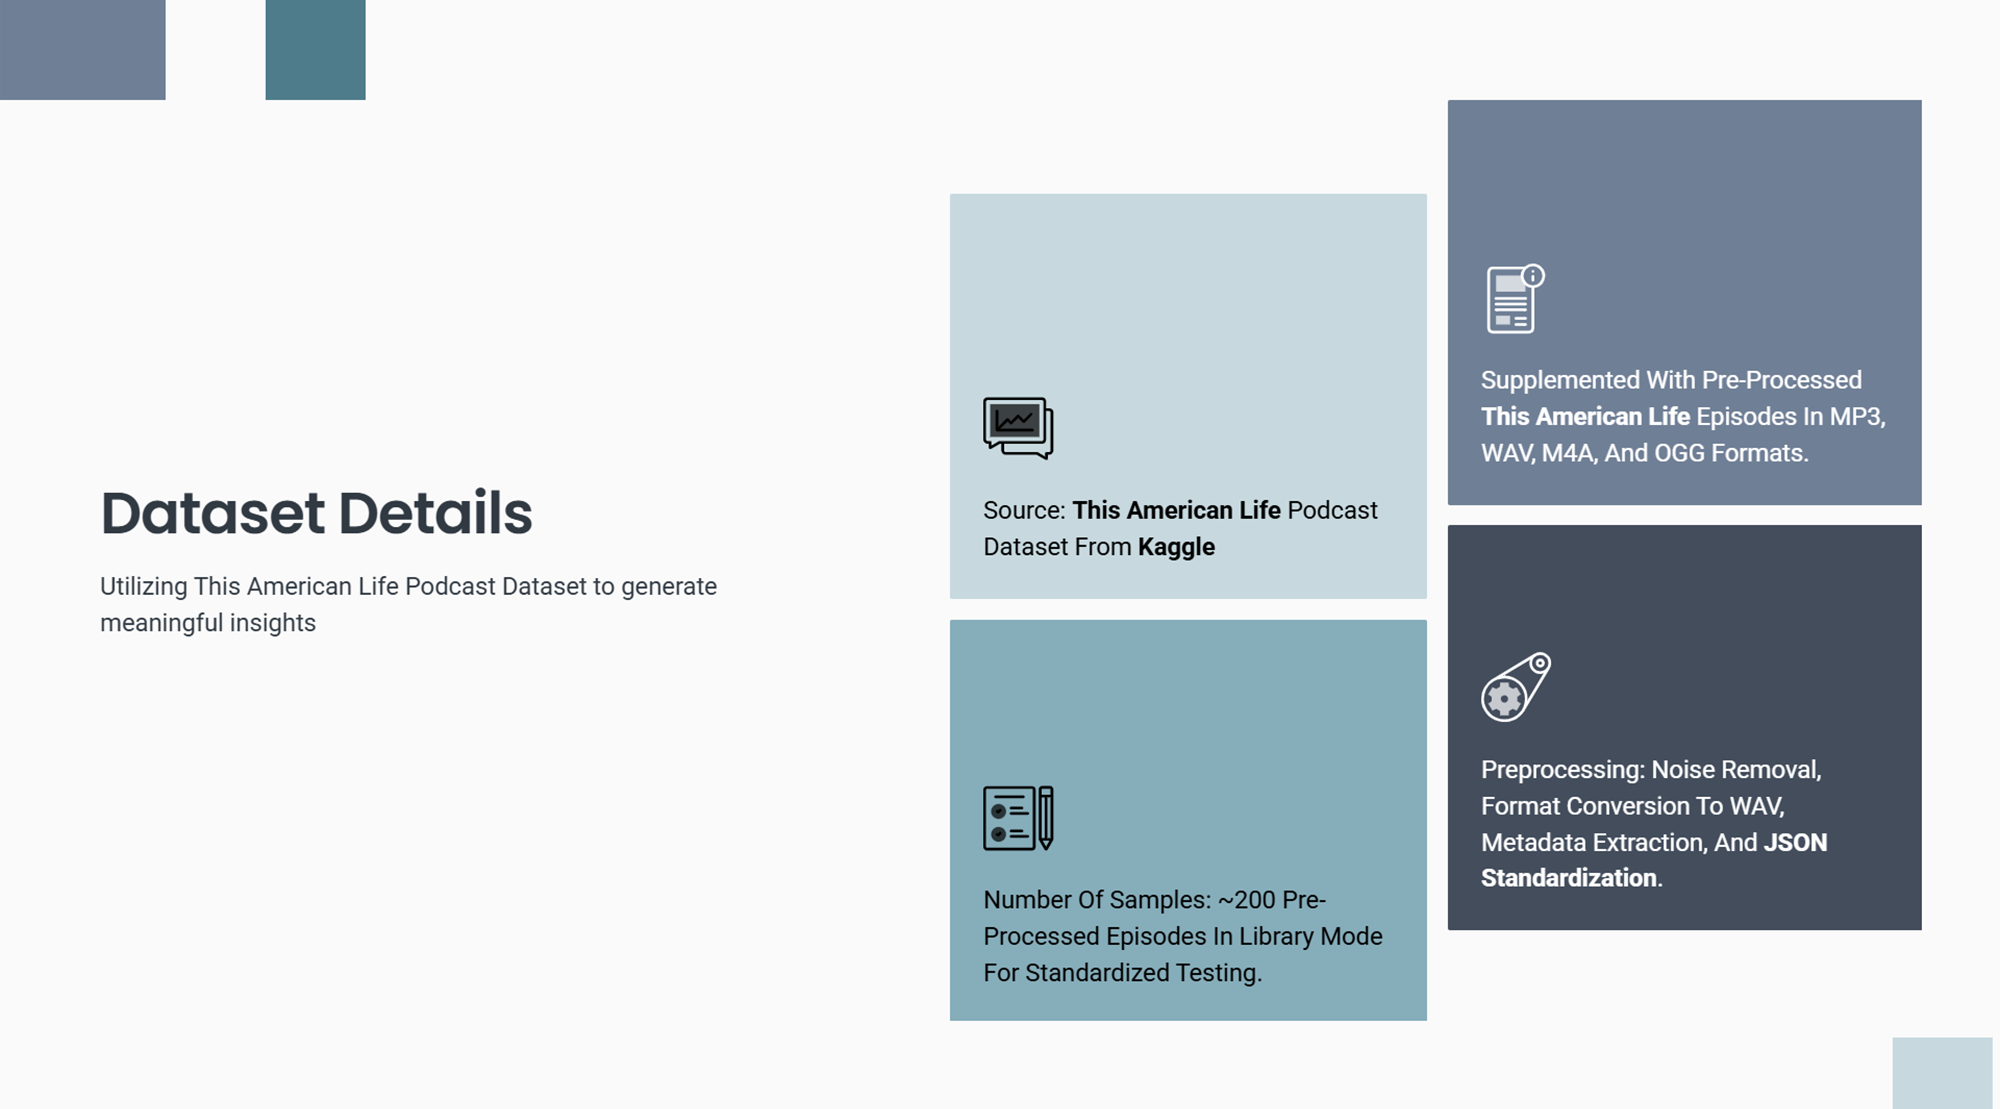 Dataset Details
Utilizing This American Life Podcast Dataset to generate
meaningful insights
Source: This American Life Podcast
Dataset From Kaggle
Number Of Samples: ~200 Pre-
Processed Episodes In Library Mode
For Standardized Testing.
Supplemented With Pre-Processed
This American Life Episodes In MP3,
WAV, M4A, And OGG Formats.
Preprocessing: Noise Removal,
Format Conversion To WAV,
Metadata Extraction, And JSON
Standardization.